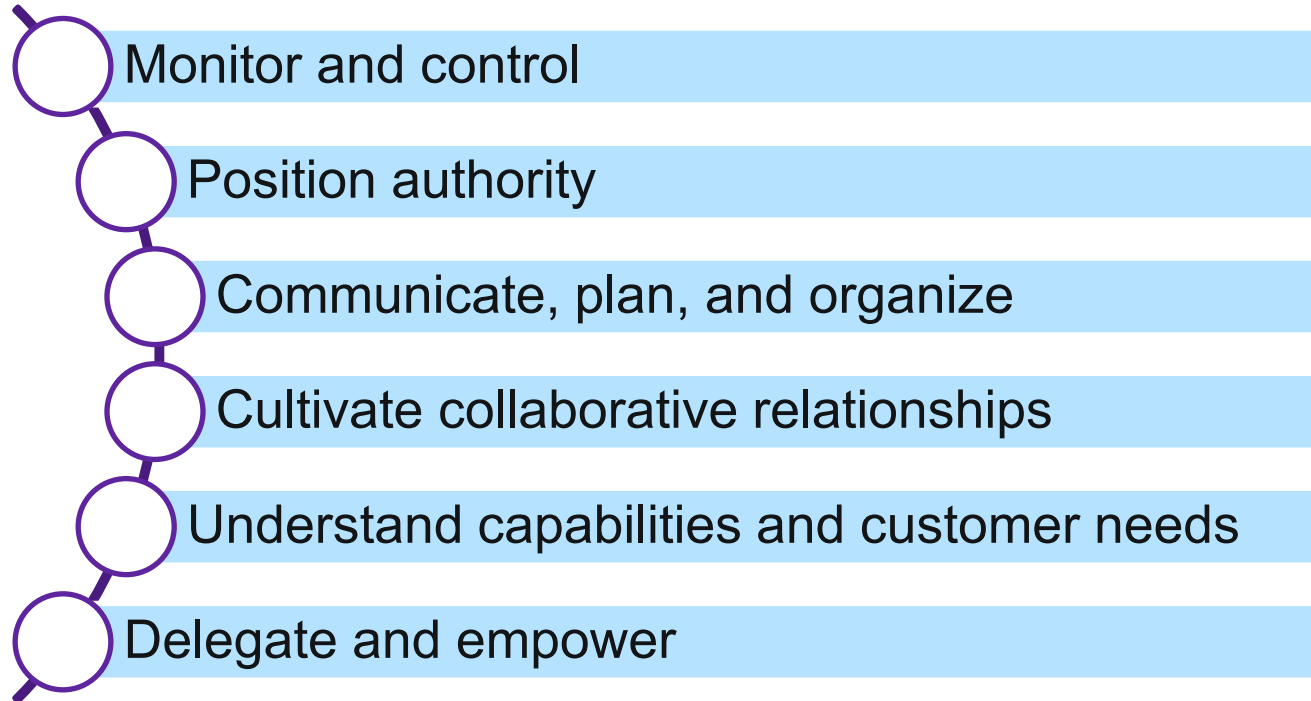 Monitor and control
Position authority
Communicate, plan, and organize
Cultivate collaborative relationships
Understand capabilities and customer needs
Delegate and empower